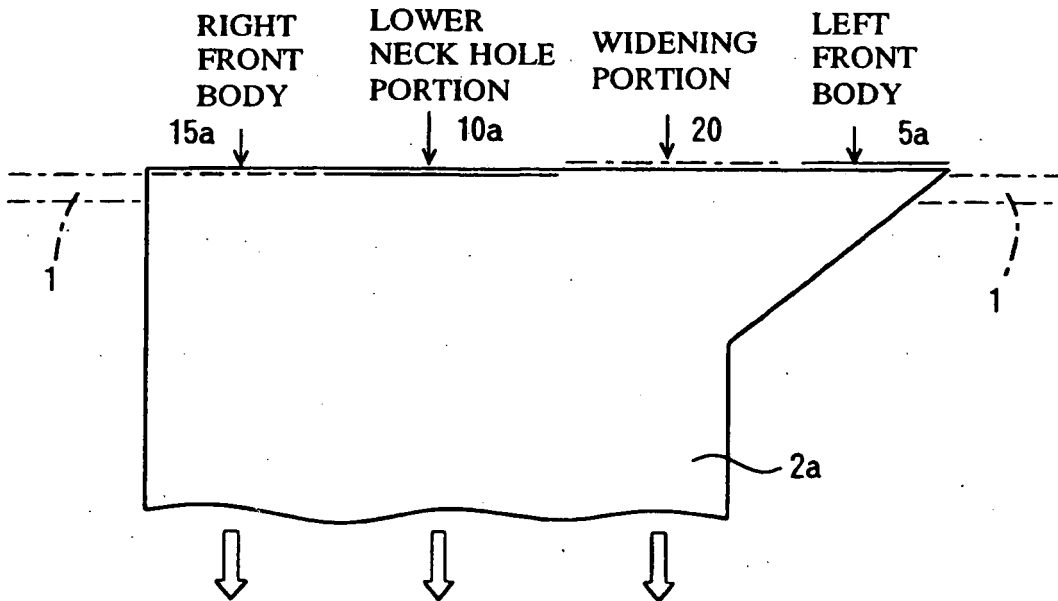 RIGHT
FRONT
BODY
15a
LOWER
NECK HOLE
PORTION
10a
WIDENING
PORTION
20
LEFT
FRONT
BODY
5a
1
1
2a